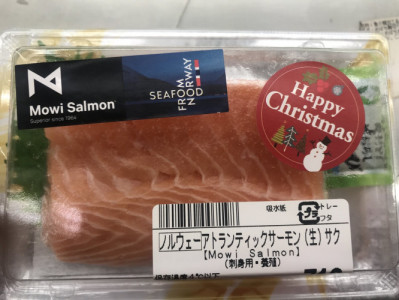 Mowi Salmon
Superior since 1964
SEAFOOD
FROM
NORWAY
Happy
Christmas
吸水紙
プラ
トレー
フタ
ノルウェーアトランティックサーモン(生)サク
【Mowi Salmon】
(刺身用・養殖)